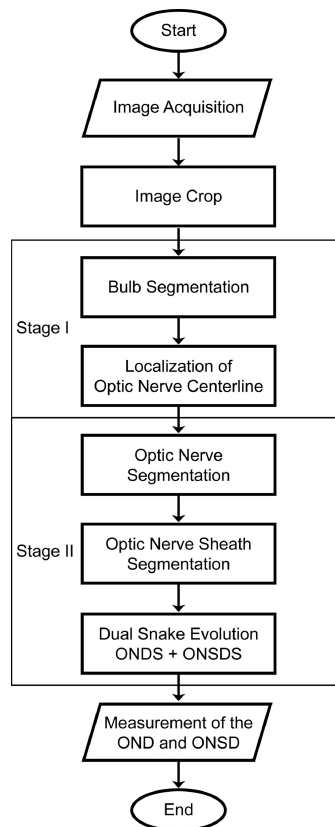 Start
Image Acquisition
Image Crop
Stage I
Bulb Segmentation
Localization of
Optic Nerve Centerline
Stage II
Optic Nerve
Segmentation
Optic Nerve Sheath
Segmentation
Dual Snake Evolution
ONDS + ONSDS
Measurement of the
OND and ONSD
End